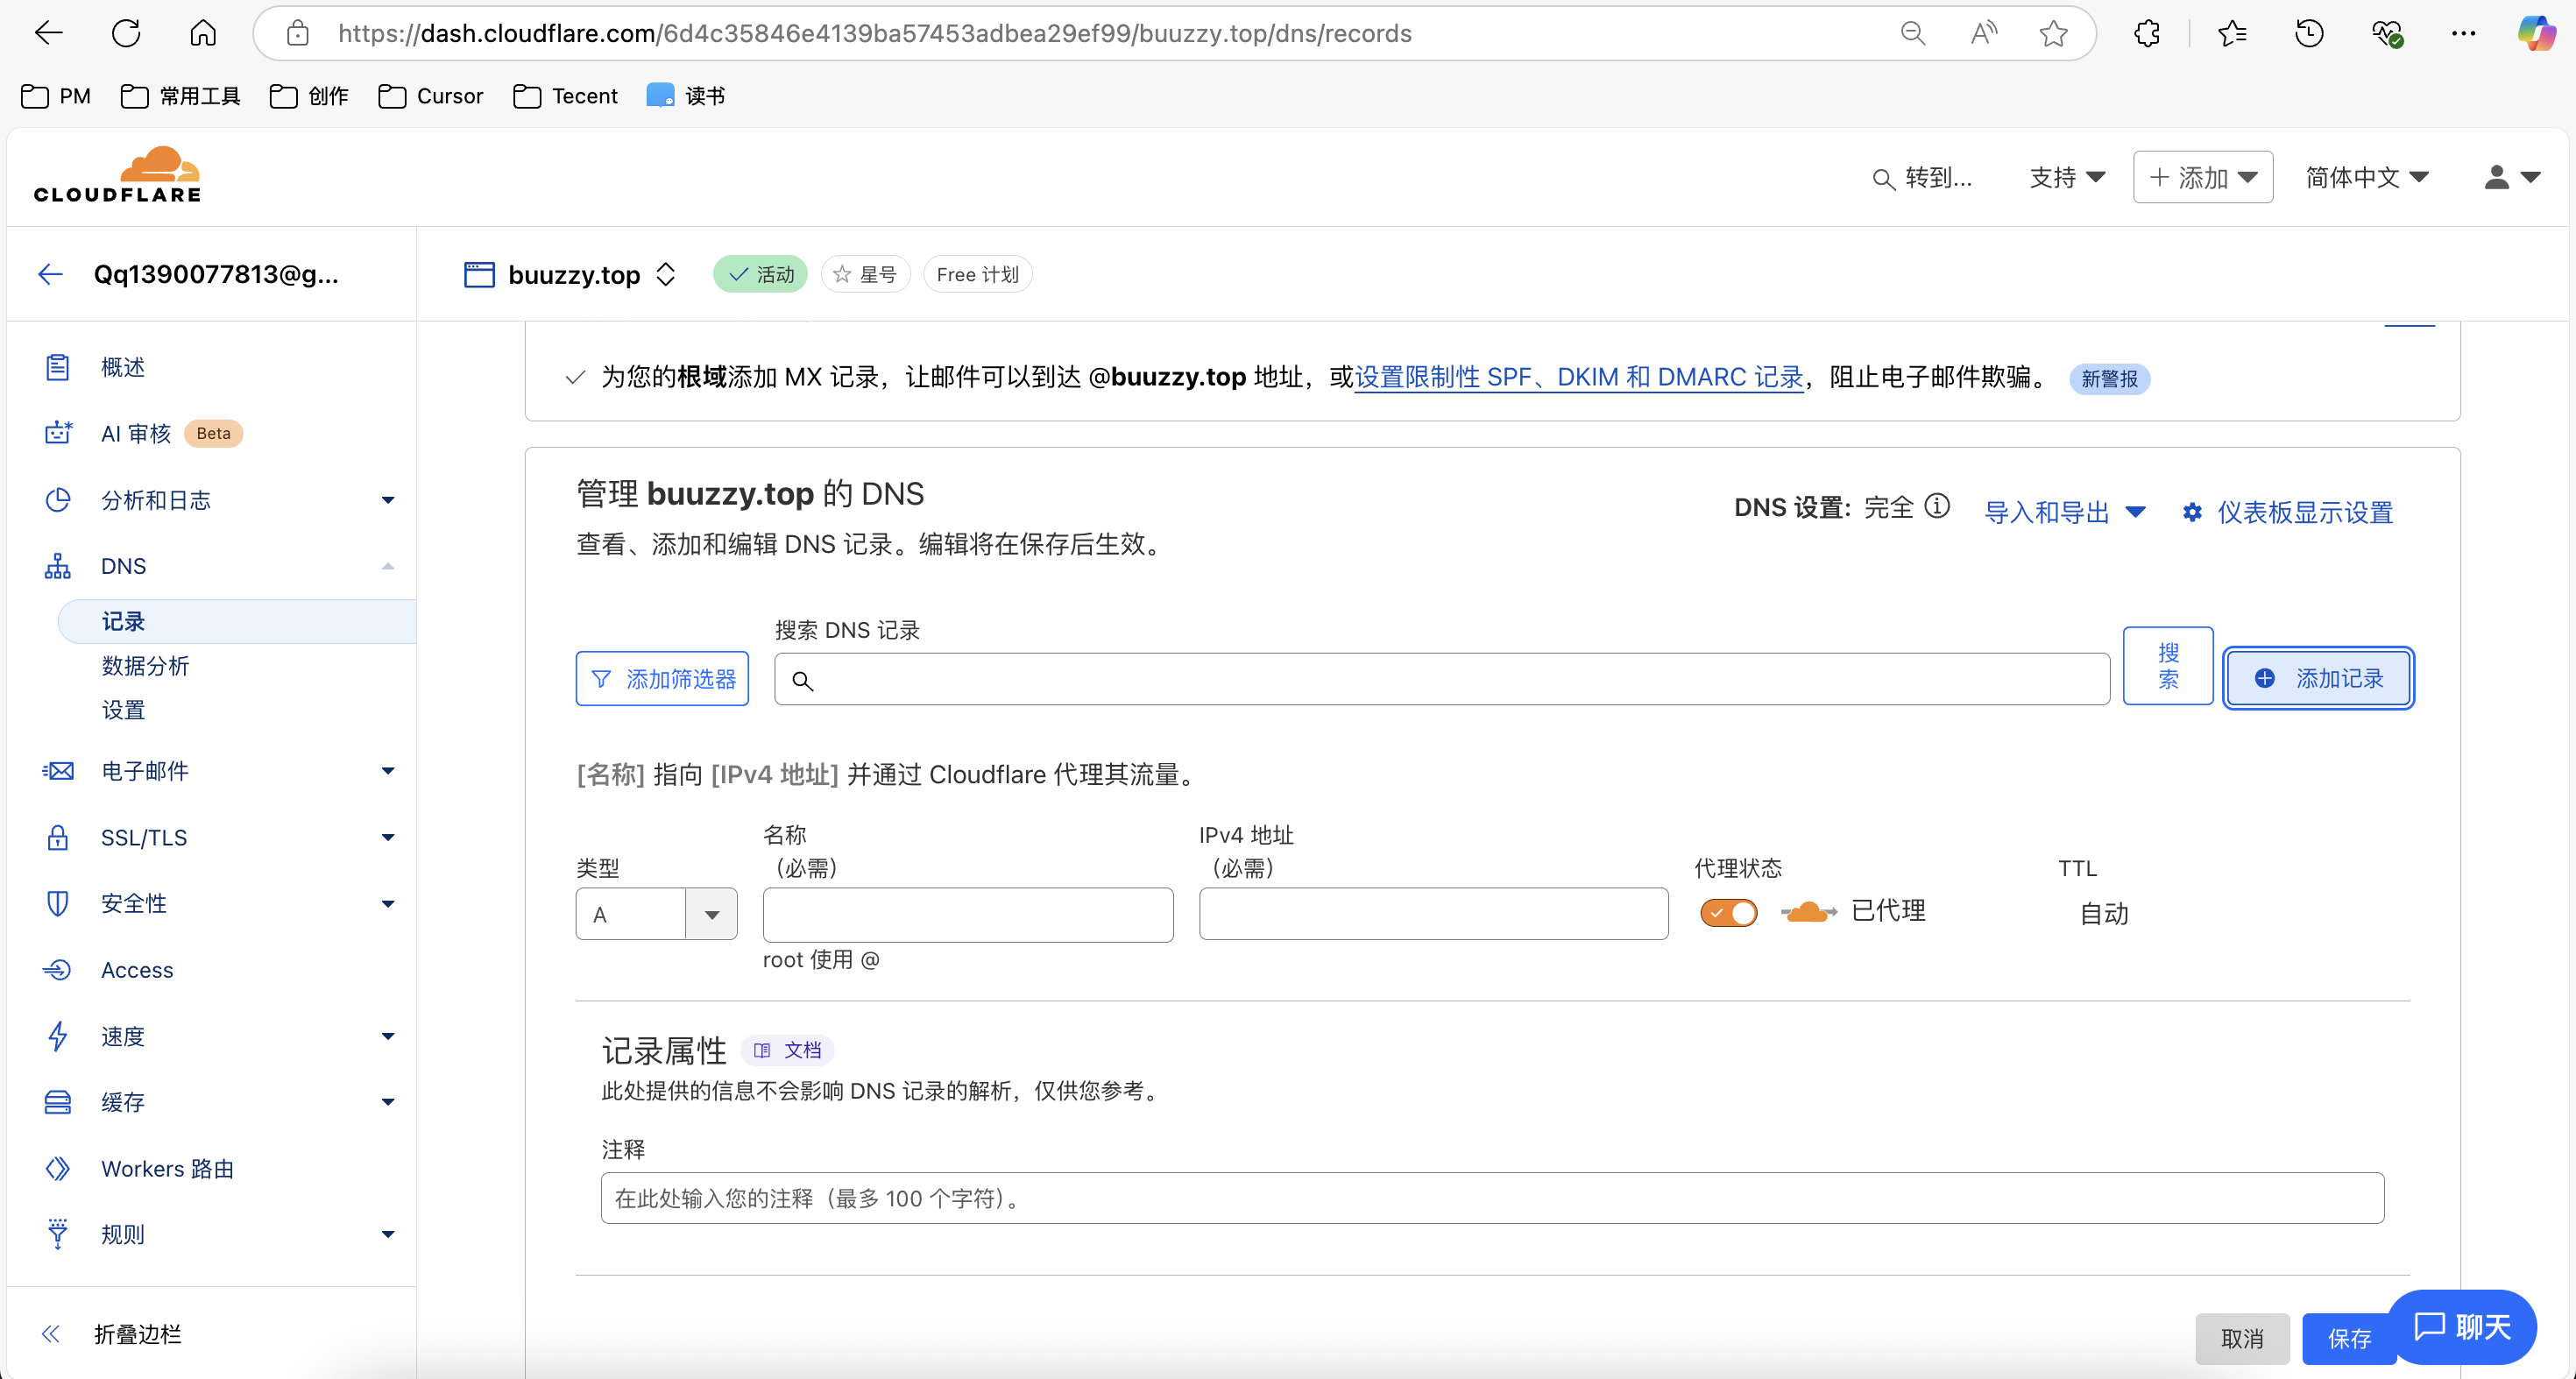 https://dash.cloudflare.com/6d4c35846e4139ba57453adbea29ef99/buuzzy.top/dns/records
PM 常用工具 创作 Cursor Tecent 读书
CLOUDFLARE
转到... 支持 添加 简体中文
Qq1390077813@g...
buuzzy.top 活动 星号 Free 计划
概述
AI 审核 Beta
分析和日志
DNS
记录
数据分析
设置
电子邮件
SSL/TLS
安全性
Access
速度
缓存
Workers 路由
规则
折叠边栏
为您的根域添加 MX 记录，让邮件可以到达 @buuzzy.top 地址，或设置限制性 SPF、DKIM 和 DMARC 记录，阻止电子邮件欺骗。 新警报
管理 buuzzy.top 的 DNS
查看、添加和编辑 DNS 记录。编辑将在保存后生效。
DNS 设置: 完全 导入和导出 仪表板显示设置
搜索 DNS 记录
添加筛选器
搜
索
添加记录
[名称] 指向 [IPv4 地址] 并通过 Cloudflare 代理其流量。
类型
A
名称
（必需）
root 使用 @
IPv4 地址
（必需）
代理状态
已代理
TTL
自动
记录属性 文档
此处提供的信息不会影响 DNS 记录的解析，仅供您参考。
注释
在此处输入您的注释（最多 100 个字符）。
取消 保存 聊天